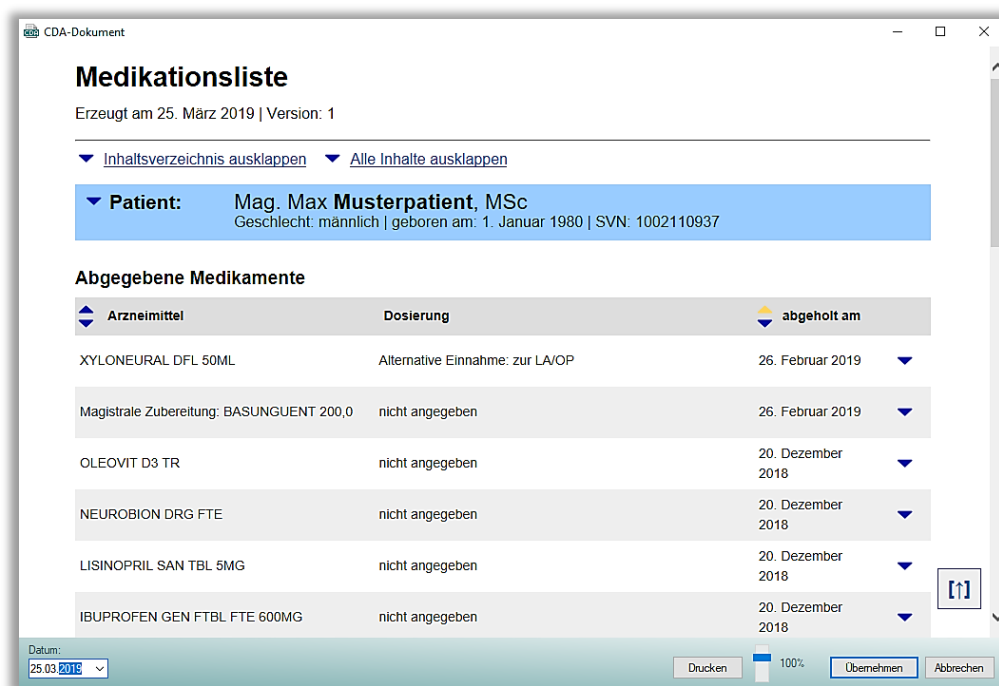 CDA-Dokument
Medikationsliste
Erzeugt am 25. März 2019 | Version: 1
Inhaltsverzeichnis ausklappen Alle Inhalte ausklappen
Patient: Mag. Max Musterpatient, MSc
Geschlecht: männlich | geboren am: 1. Januar 1980 | SVN: 1002110937
Abgegebene Medikamente
Arzneimittel Dosierung abgeholt am
XYLONEURAL DFL 50ML Alternative Einnahme: zur LA/OP 26. Februar 2019
Magistrale Zubereitung: BASUNGUENT 200,0 nicht angegeben 26. Februar 2019
OLEOVIT D3 TR nicht angegeben 20. Dezember
2018
NEUROBION DRG FTE nicht angegeben 20. Dezember
2018
LISINOPRIL SAN TBL 5MG nicht angegeben 20. Dezember
2018
IBUPROFEN GEN FTBL FTE 600MG nicht angegeben 20. Dezember
2018
[↑]
Datum:
25.03.2019
Drucken 100% Übernehmen Abbrechen